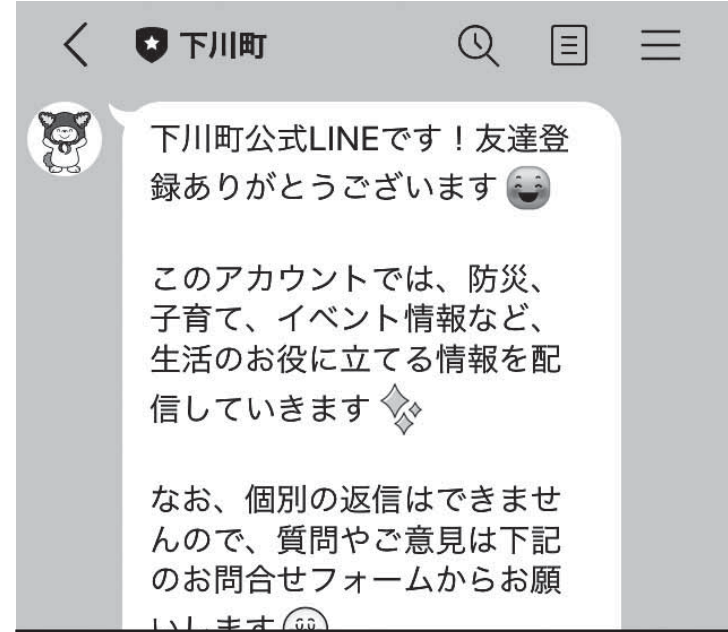 下川町
下川町公式LINEです！友達登
録ありがとうございます
このアカウントでは、防災、
子育て、イベント情報など、
生活のお役に立てる情報を配
信していきます
なお、個別の返信はできませ
んので、質問やご意見は下記
のお問合せフォームからお願
いします